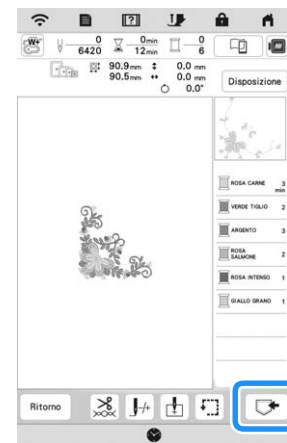 W+
0 0min 0
6420 12min 6
90.9mm 0.0 mm
90.5mm 0.0 mm
0.0°
Disposizione
ROSA CARNE 3
min
VERDE TIGLIO 2
ARGENTO 3
ROSA
SALMONE 2
ROSA INTENSO 1
GIALLO GRANO 1
Ritorno